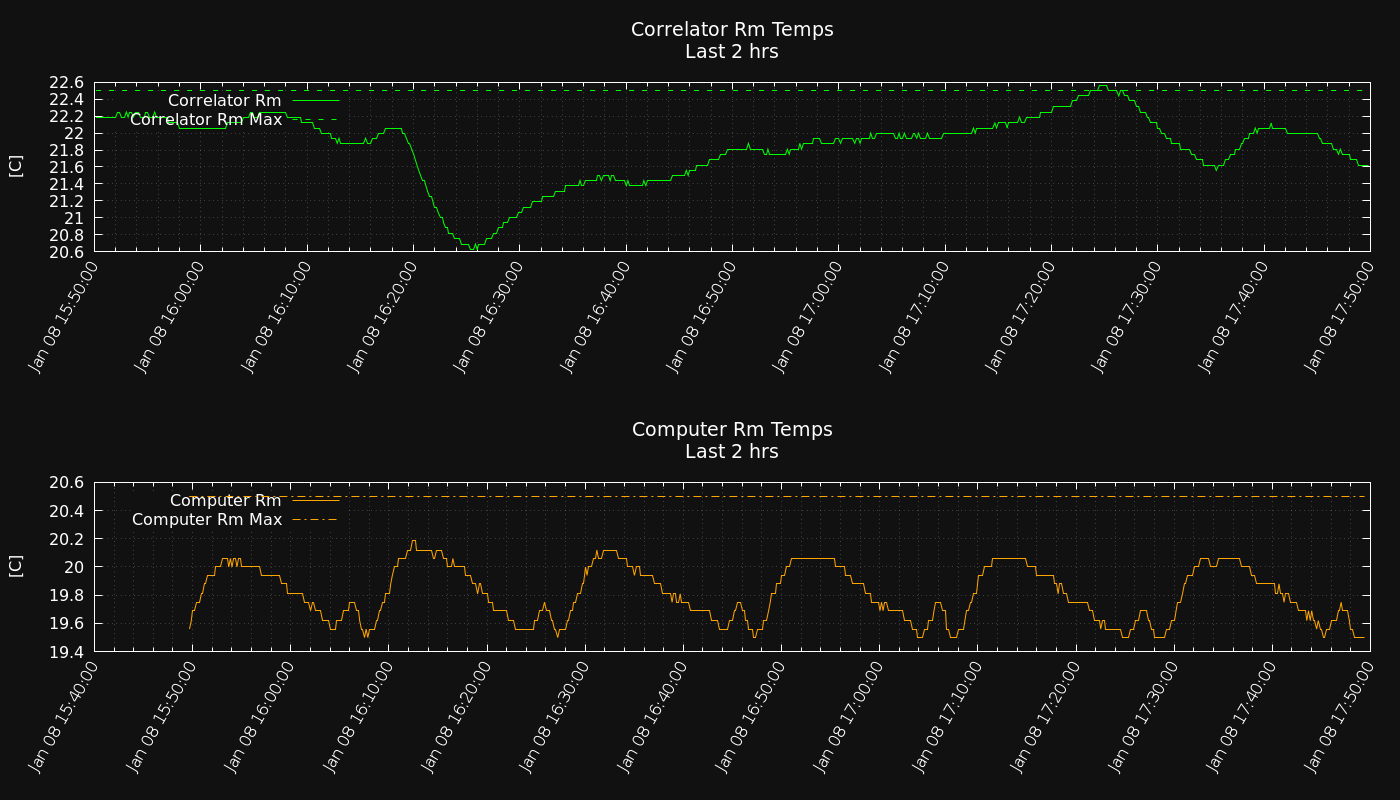 Correlator Rm Temps
Last 2 hrs
22.6
22.4
22.2
22
21.8
21.6
21.4
21.2
21
20.8
20.6
[C]
Correlator Rm
Correlator Rm Max
Jan 08 15:50:00
Jan 08 16:00:00
Jan 08 16:10:00
Jan 08 16:20:00
Jan 08 16:30:00
Jan 08 16:40:00
Jan 08 16:50:00
Jan 08 17:00:00
Jan 08 17:10:00
Jan 08 17:20:00
Jan 08 17:30:00
Jan 08 17:40:00
Jan 08 17:50:00
Computer Rm Temps
Last 2 hrs
20.6
20.4
20.2
20
19.8
19.6
19.4
[C]
Computer Rm
Computer Rm Max
Jan 08 15:40:00
Jan 08 15:50:00
Jan 08 16:00:00
Jan 08 16:10:00
Jan 08 16:20:00
Jan 08 16:30:00
Jan 08 16:40:00
Jan 08 16:50:00
Jan 08 17:00:00
Jan 08 17:10:00
Jan 08 17:20:00
Jan 08 17:30:00
Jan 08 17:40:00
Jan 08 17:50:00